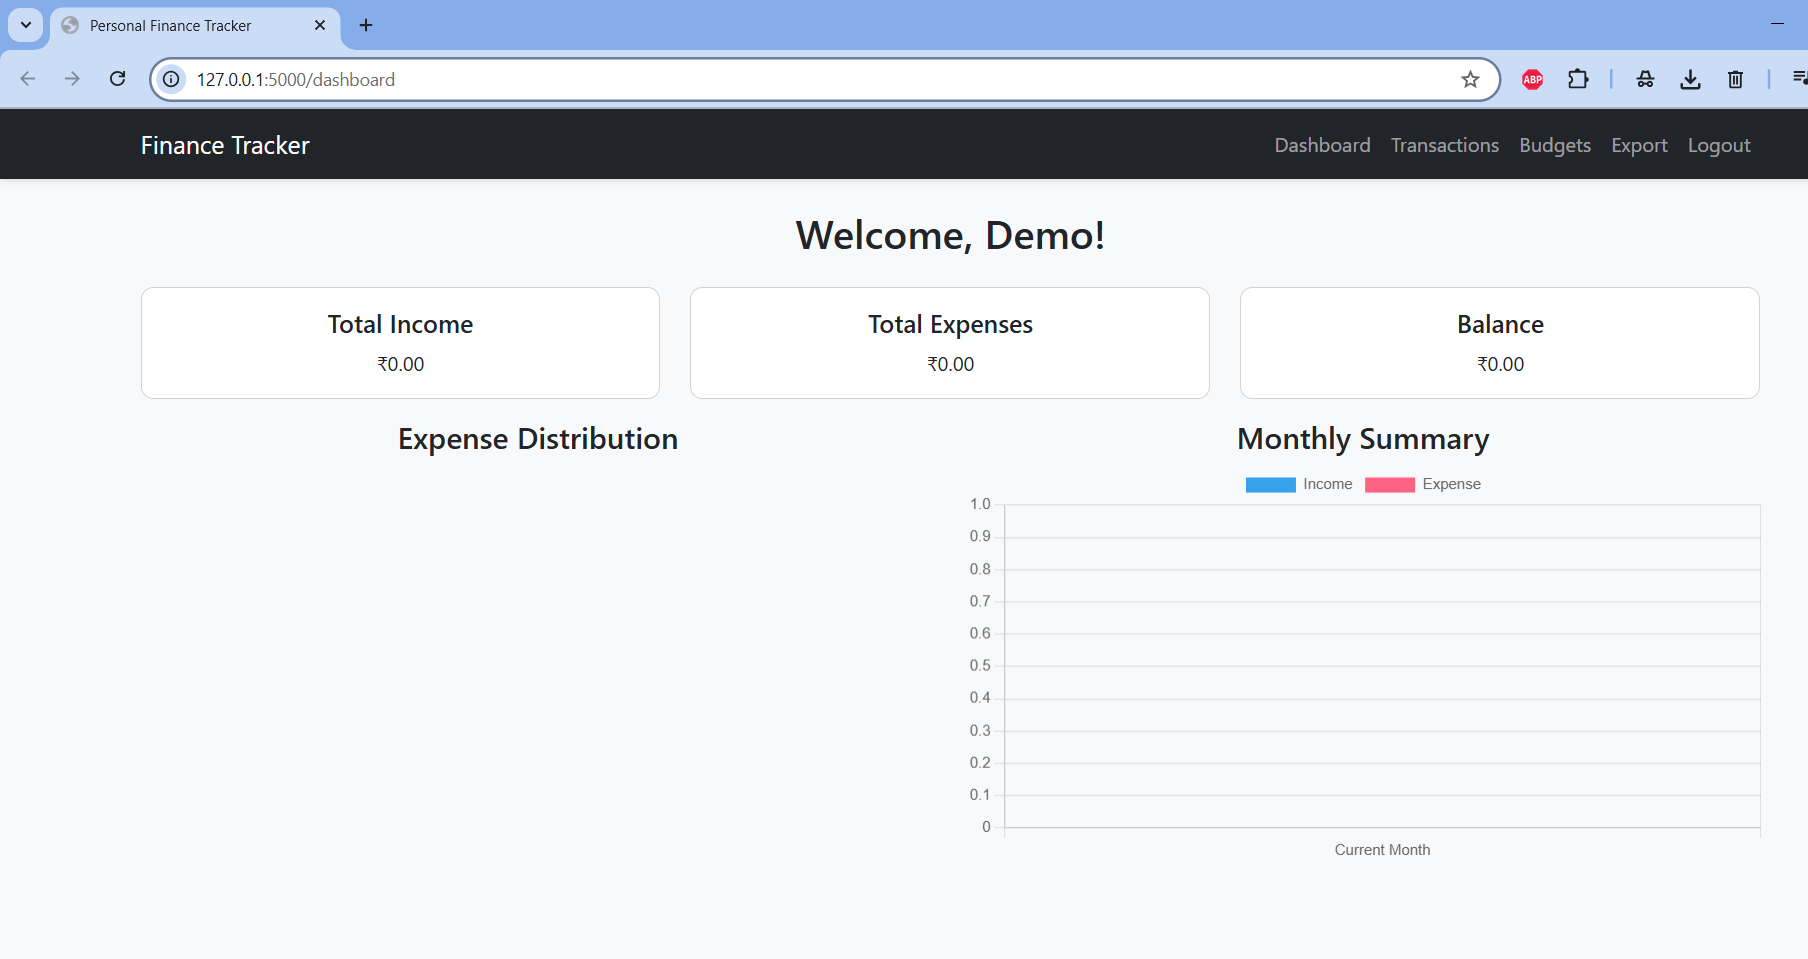 Personal Finance Tracker
127.0.0.1:5000/dashboard
ABP
Finance Tracker
Dashboard Transactions Budgets Export Logout
Welcome, Demo!
Total Income
₹0.00
Total Expenses
₹0.00
Balance
₹0.00
Expense Distribution
Monthly Summary
Income Expense
1.0
0.9
0.8
0.7
0.6
0.5
0.4
0.3
0.2
0.1
0
Current Month